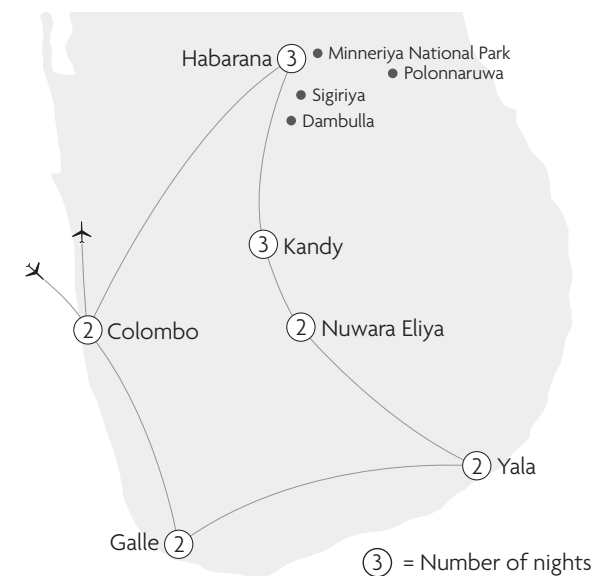 Habarana 3
Minneriya National Park
Polonnaruwa
Sigiriya
Dambulla
3 Kandy
2 Colombo
2 Nuwara Eliya
2 Yala
Galle 2
3 = Number of nights